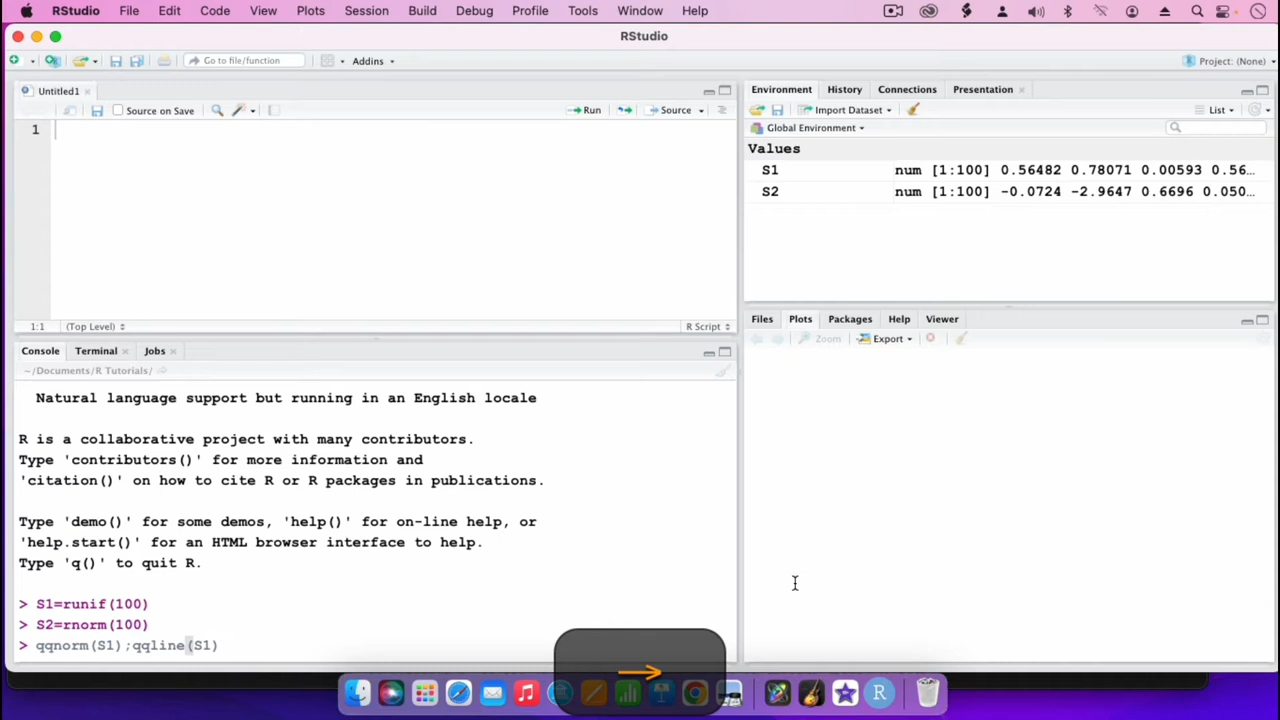 RStudio File Edit Code View Plots Session Build Debug Profile Tools Window Help
RStudio
Go to file/function Addins Project: (None)
Untitled1
Source on Save Run Source
1
1:1 (Top Level) R Script
Console Terminal Jobs
~/Documents/R Tutorials/
Natural language support but running in an English locale
R is a collaborative project with many contributors.
Type 'contributors()' for more information and
'citation()' on how to cite R or R packages in publications.
Type 'demo()' for some demos, 'help()' for on-line help, or
'help.start()' for an HTML browser interface to help.
Type 'q()' to quit R.
> S1=runif(100)
> S2=rnorm(100)
> qqnorm(S1);qqline(S1)
Environment History Connections Presentation
Import Dataset List
Global Environment
Values
S1 num [1:100] 0.56482 0.78071 0.00593 0.56…
S2 num [1:100] -0.0724 -2.9647 0.6696 0.050…
Files Plots Packages Help Viewer
Zoom Export
R